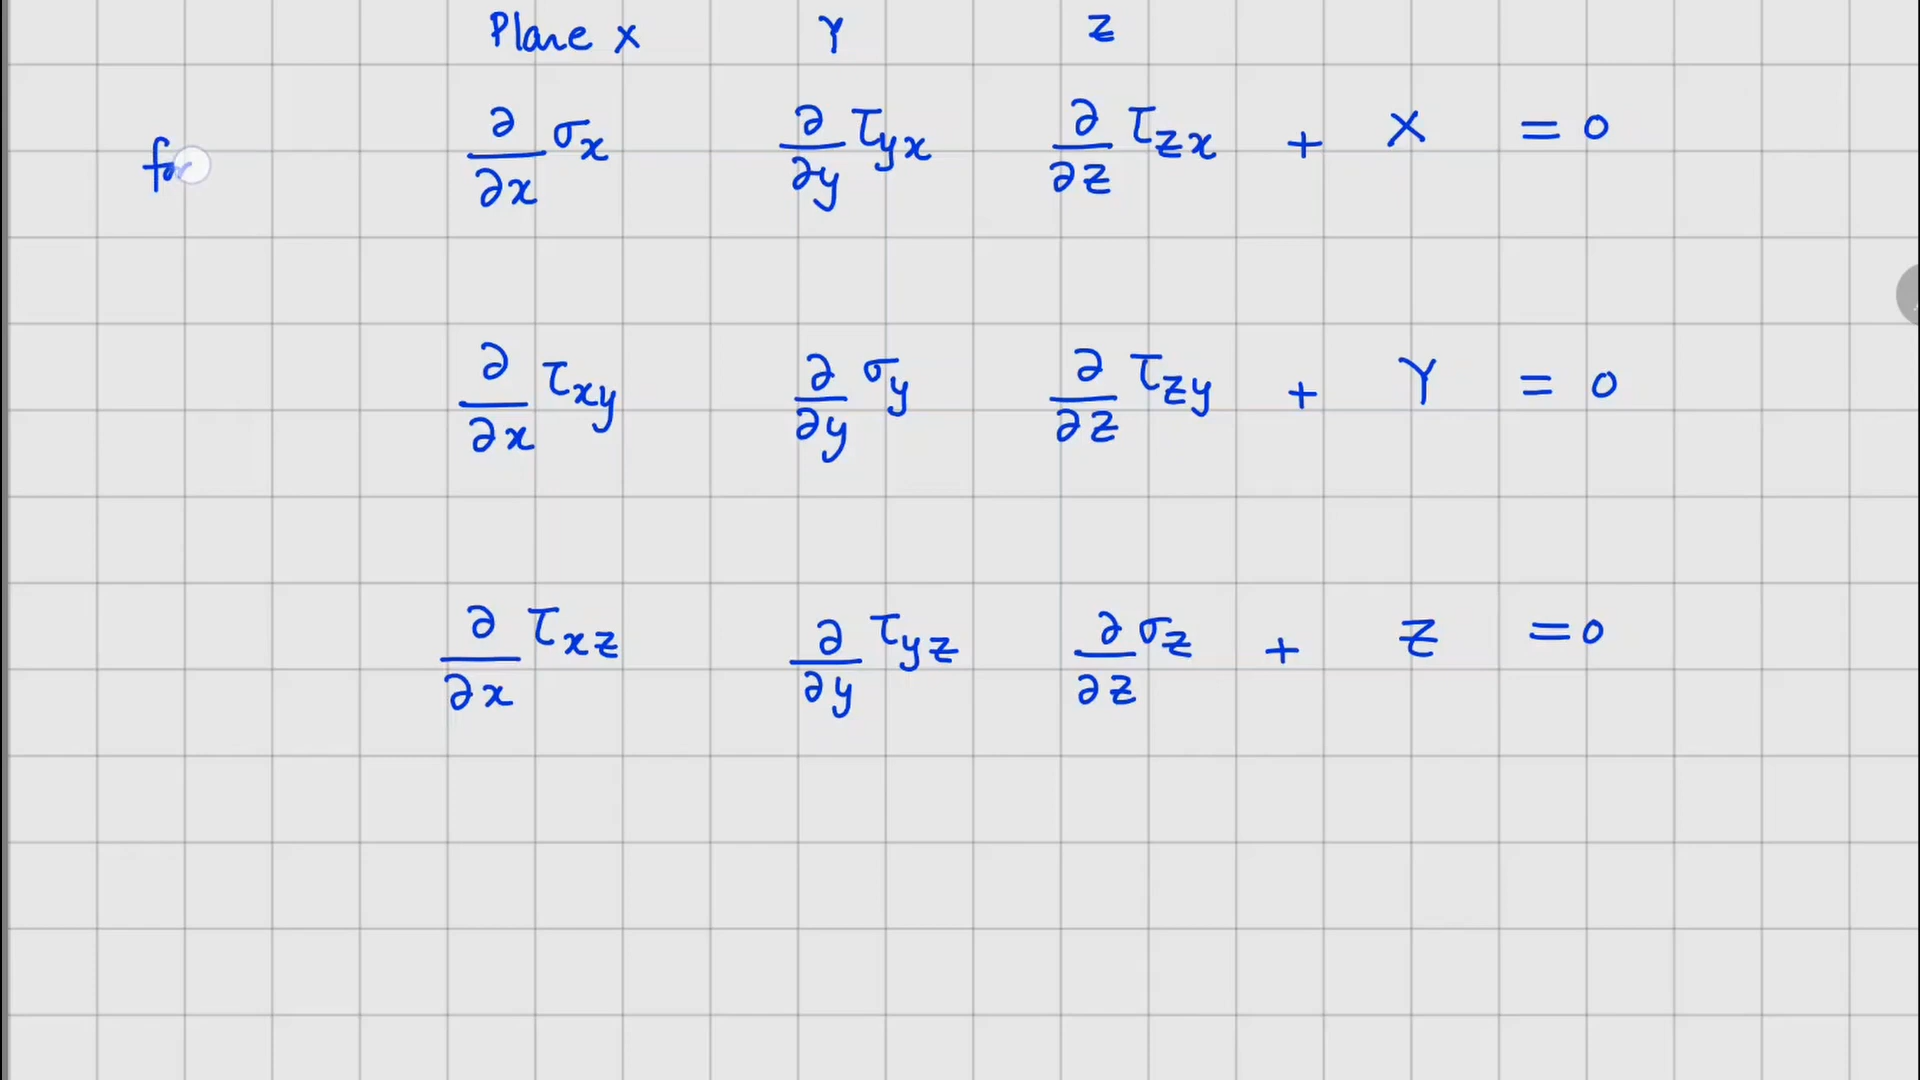 Plane x Y Z
∂/∂x σx ∂/∂y τyx ∂/∂z τzx + X = 0
∂/∂x τxy ∂/∂y σy ∂/∂z τzy + Y = 0
∂/∂x τxz ∂/∂y τyz ∂/∂z σz + Z = 0